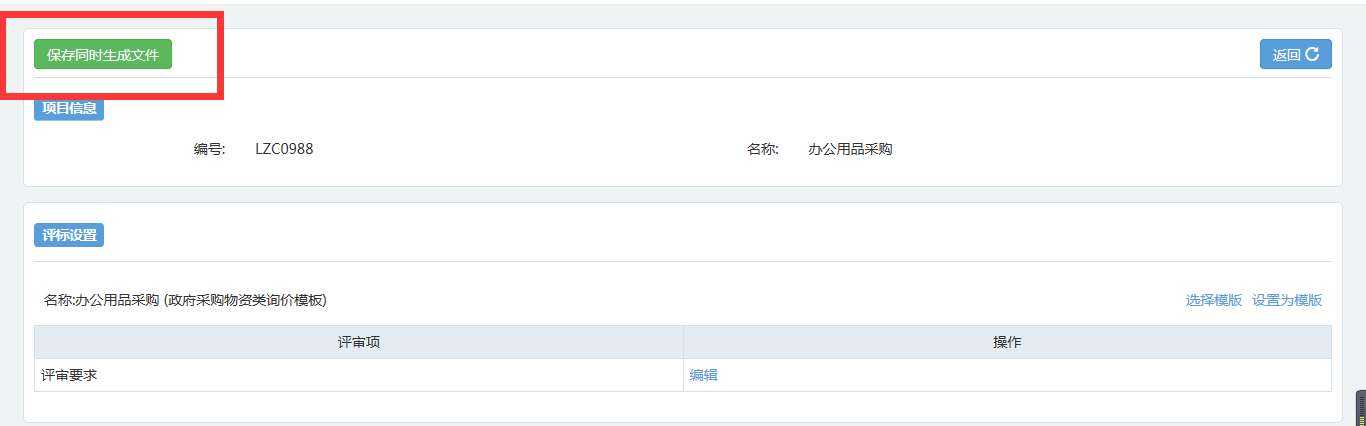 保存同时生成文件
返回
项目信息
编号: LZC0988 名称: 办公用品采购
评标设置
名称:办公用品采购 (政府采购物资类询价模板) 选择模版 设置为模版
评审项 操作
评审要求 编辑